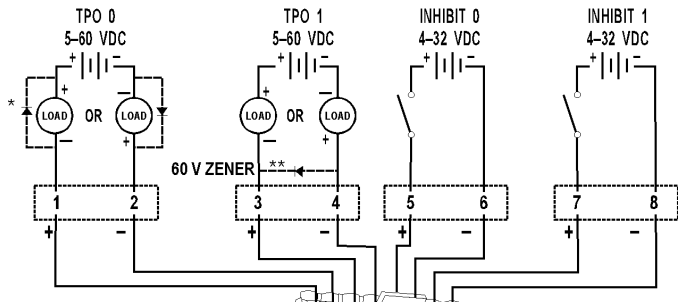 TPO 0
5–60 VDC
TPO 1
5–60 VDC
INHIBIT 0
4–32 VDC
INHIBIT 1
4–32 VDC
+ –
+ –
+ –
+ –
* + –
LOAD OR LOAD
– +
+ –
LOAD OR LOAD
– +
60 V ZENER **
1 2 3 4 5 6 7 8
+ – + – + – + –